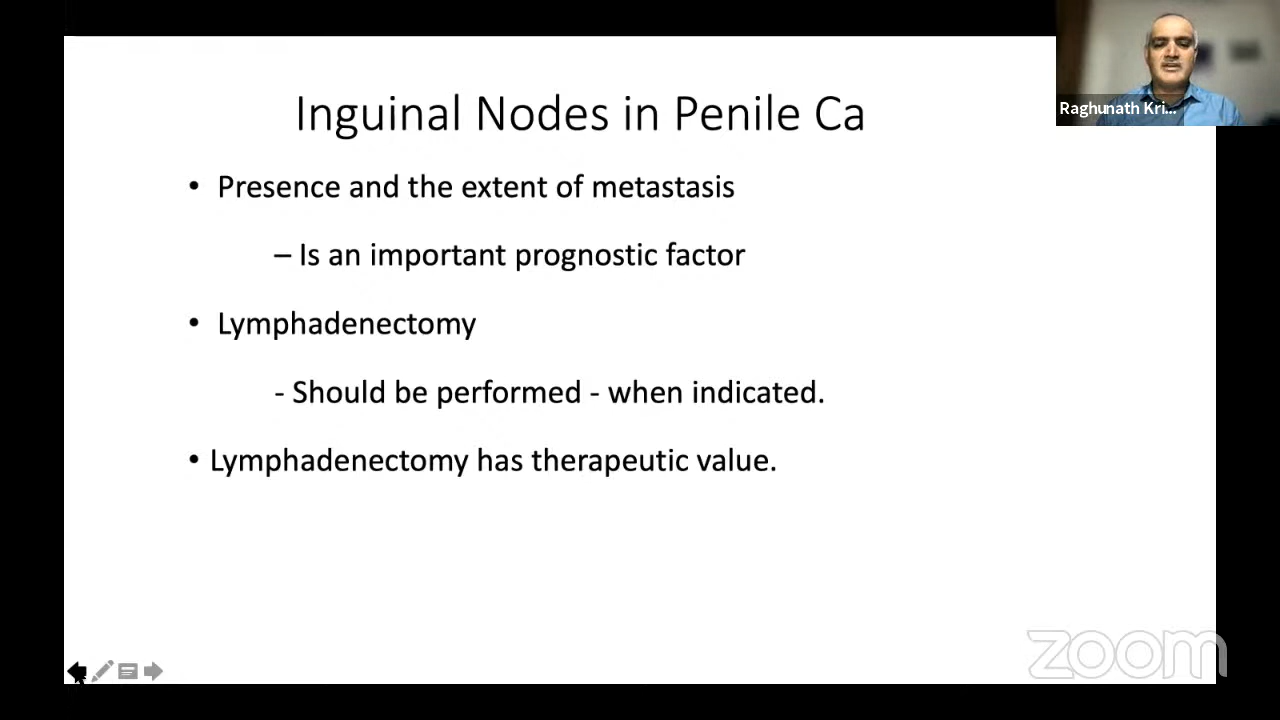 Inguinal Nodes in Penile Ca
Raghunath Kri...
• Presence and the extent of metastasis
– Is an important prognostic factor
• Lymphadenectomy
- Should be performed - when indicated.
• Lymphadenectomy has therapeutic value.
zoom